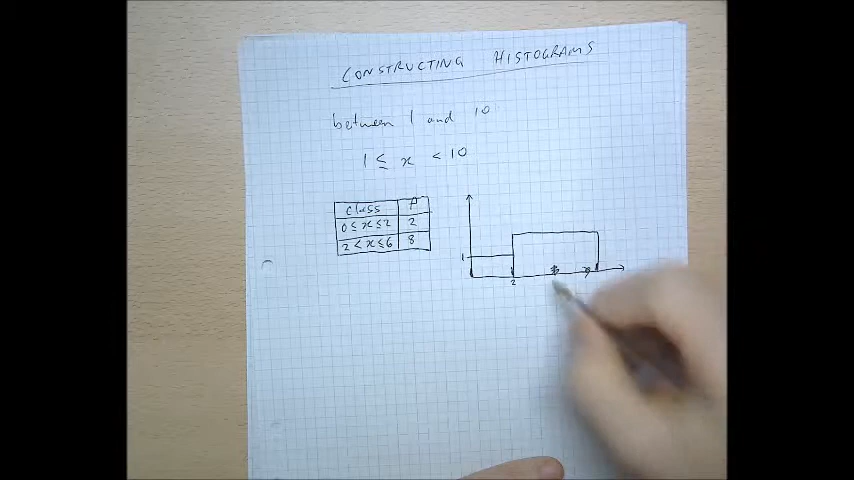 CONSTRUCTING HISTOGRAMS
between 1 and 10
1 ≤ x < 10
class f
0 ≤ x ≤ 2 2
2 < x ≤ 6 8
1
2